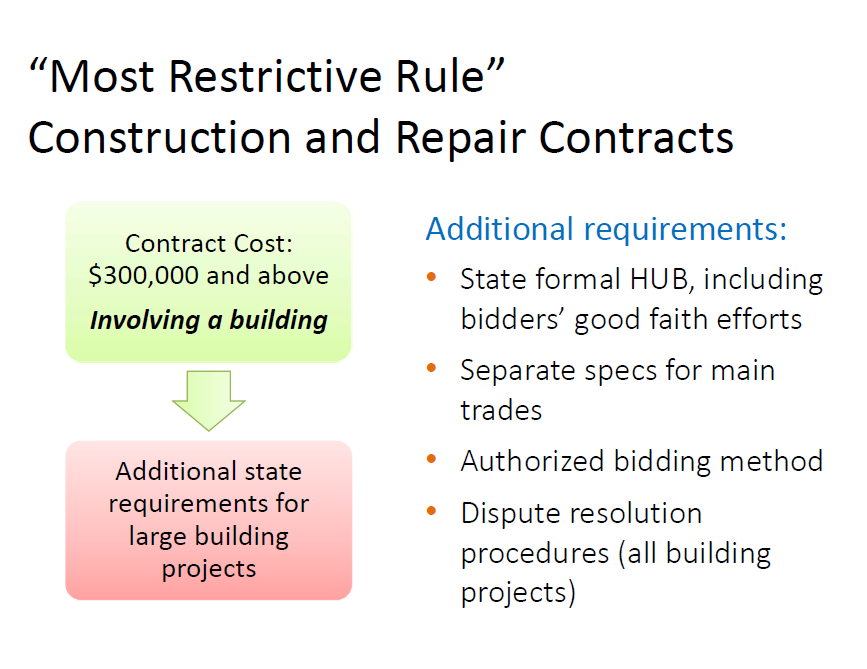 “Most Restrictive Rule”
Construction and Repair Contracts
Contract Cost:
$300,000 and above
Involving a building
Additional state
requirements for
large building
projects
Additional requirements:
• State formal HUB, including
bidders’ good faith efforts
• Separate specs for main
trades
• Authorized bidding method
• Dispute resolution
procedures (all building
projects)